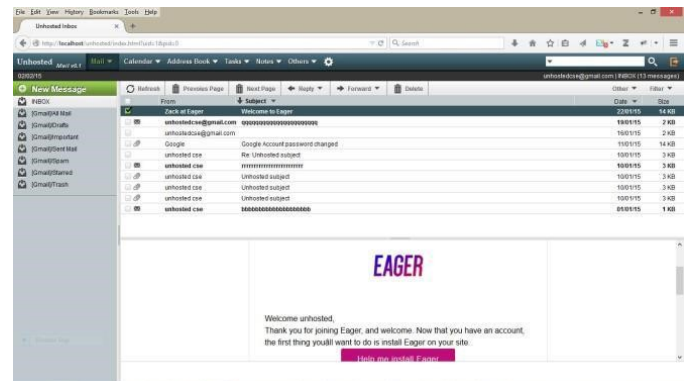 File Edit View History Bookmarks Tools Help
Unhosted Inbox
http://localhost/unhosted/index.html?uids:1&pids:0
Search
Unhosted Mail Calendar Address Book Tasks Notes Others
02/02/15 unhostedcse@gmail.com | INBOX (13 messages)
New Message Refresh Previous Page Next Page Reply Forward Delete Other Filter
From Subject Date Size
INBOX
[Gmail]/All Mail
[Gmail]/Drafts
[Gmail]/Important
[Gmail]/Sent Mail
[Gmail]/Spam
[Gmail]/Starred
[Gmail]/Trash
Zack at Eager Welcome to Eager 22/01/15 14 KB
unhostedcse@gmail.com 19/01/15 2 KB
unhostedcse@gmail.com 16/01/15 2 KB
Google Google Account password changed 11/01/15 14 KB
unhosted cse Re: Unhosted subject 10/01/15 3 KB
unhosted cse 10/01/15 3 KB
unhosted cse Unhosted subject 10/01/15 3 KB
unhosted cse Unhosted subject 10/01/15 3 KB
unhosted cse Unhosted subject 10/01/15 3 KB
unhosted cse 01/01/15 1 KB
EAGER
Welcome unhosted,
Thank you for joining Eager, and welcome. Now that you have an account,
the first thing youâll want to do is install Eager on your site.
Help me install Eager